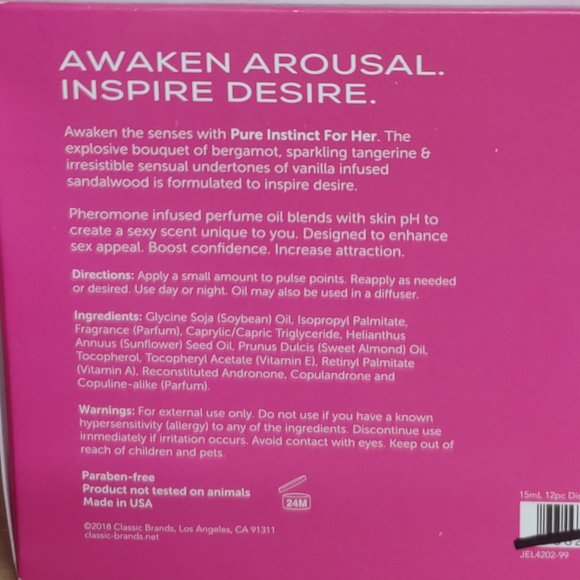 AWAKEN AROUSAL.
INSPIRE DESIRE.
Awaken the senses with Pure Instinct For Her. The
explosive bouquet of bergamot, sparkling tangerine &
irresistible sensual undertones of vanilla infused
sandalwood is formulated to inspire desire.
Pheromone infused perfume oil blends with skin pH to
create a sexy scent unique to you. Designed to enhance
sex appeal. Boost confidence. Increase attraction.
Directions: Apply a small amount to pulse points. Reapply as needed
or desired. Use day or night. Oil may also be used in a diffuser.
Ingredients: Glycine Soja (Soybean) Oil, Isopropyl Palmitate,
Fragrance (Parfum), Caprylic/Capric Triglyceride, Helianthus
Annuus (Sunflower) Seed Oil, Prunus Dulcis (Sweet Almond) Oil,
Tocopherol, Tocopheryl Acetate (Vitamin E), Retinyl Palmitate
(Vitamin A), Reconstituted Andronone, Copulandrone and
Copuline-alike (Parfum).
Warnings: For external use only. Do not use if you have a known
hypersensitivity (allergy) to any of the ingredients. Discontinue use
immediately if irritation occurs. Avoid contact with eyes. Keep out of
reach of children and pets.
Paraben-free
Product not tested on animals
Made in USA
24M
©2018 Classic Brands, Los Angeles, CA 91311
classic-brands.net
15mL 12pc Dis
JEL4202-99